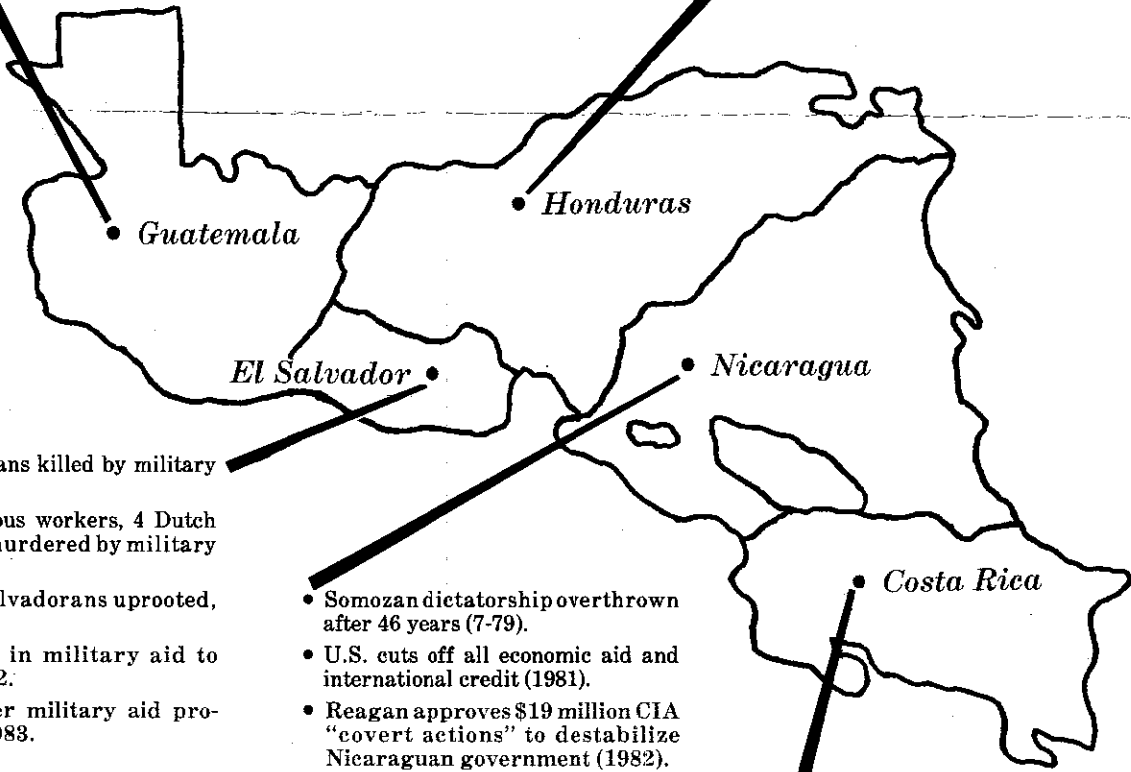 Honduras
Guatemala
El Salvador
Nicaragua
Costa Rica
ans killed by military
ous workers, 4 Dutch
urdered by military
lvadorans uprooted,
in military aid to
2.
er military aid pro-
983.
• Somozan dictatorship overthrown
after 46 years (7-79).
• U.S. cuts off all economic aid and
international credit (1981).
• Reagan approves $19 million CIA
"covert actions" to destabilize
Nicaraguan government (1982).